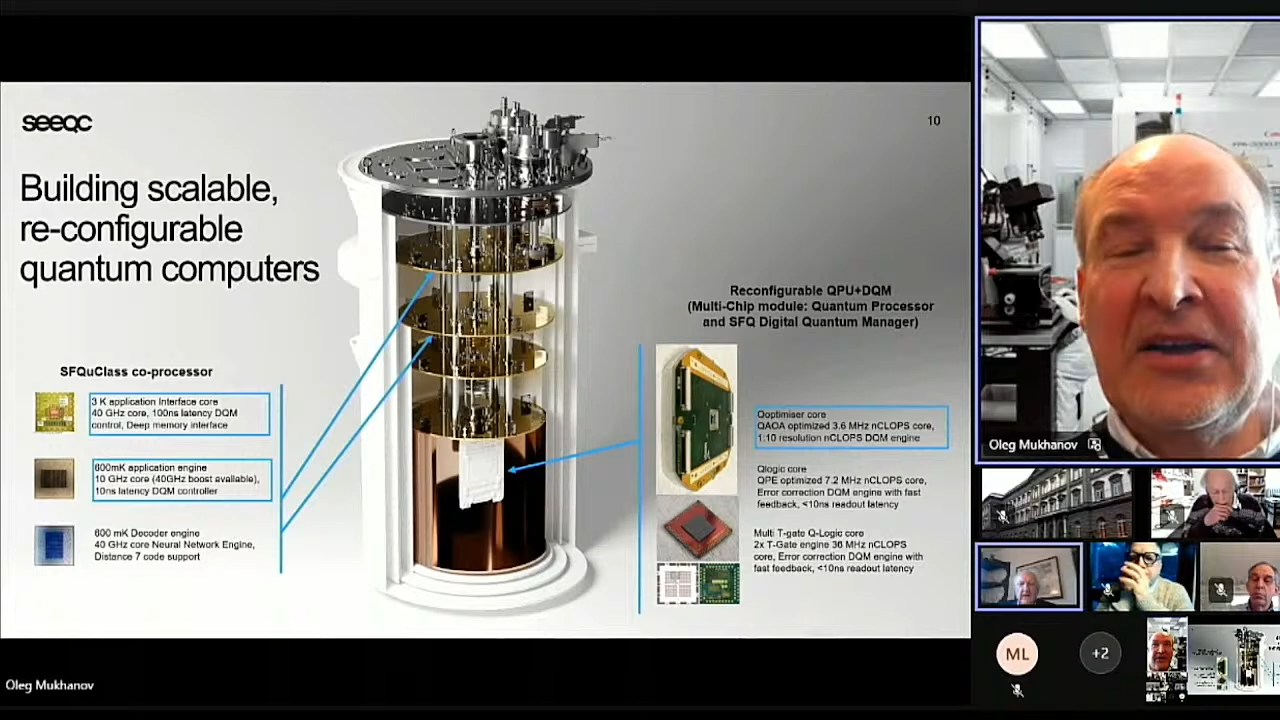 seeqc
10
Building scalable,
re-configurable
quantum computers
Reconfigurable QPU+DQM
(Multi-Chip module: Quantum Processor
and SFQ Digital Quantum Manager)
SFQuClass co-processor
3 K application Interface core
40 GHz core, 100ns latency DQM
control, Deep memory interface
600mK application engine
10 GHz core (40GHz boost available),
10ns latency DQM controller
600 mK Decoder engine
40 GHz core Neural Network Engine,
Distance 7 code support
Qoptimiser core
QAOA optimized 3.6 MHz nCLOPS core,
1:10 resolution nCLOPS DQM engine
Qlogic core
QPE optimized 7.2 MHz nCLOPS core,
Error correction DQM engine with fast
feedback, <10ns readout latency
Multi T-gate Q-Logic core
2x T-Gate engine 36 MHz nCLOPS
core, Error correction DQM engine with
fast feedback, <10ns readout latency
Oleg Mukhanov
ML
+2
Oleg Mukhanov